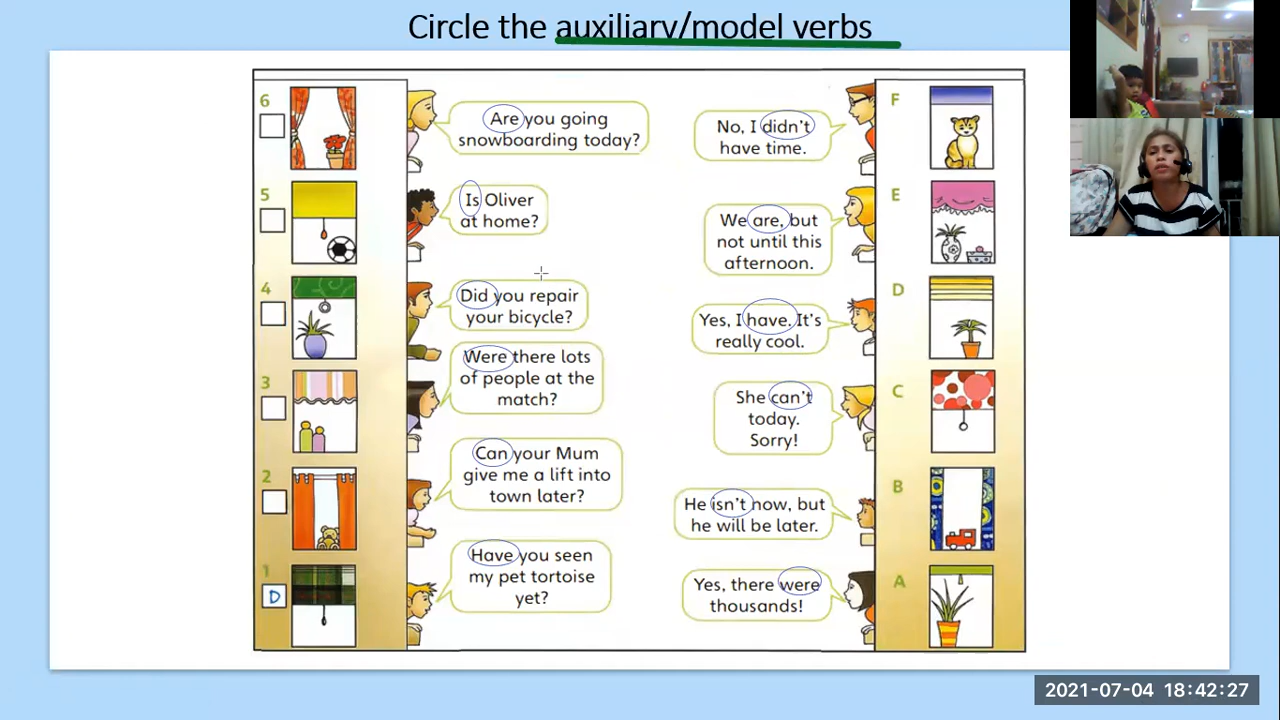 Circle the auxiliary/model verbs
6
Are you going
snowboarding today?
5
Is Oliver
at home?
4
Did you repair
your bicycle?
3
Were there lots
of people at the
match?
2
Can your Mum
give me a lift into
town later?
1
D
Have you seen
my pet tortoise
yet?
F
No, I didn't
have time.
E
We are, but
not until this
afternoon.
D
Yes, I have. It's
really cool.
C
She can't
today.
Sorry!
B
He isn't now, but
he will be later.
A
Yes, there were
thousands!
2021-07-04 18:42:27